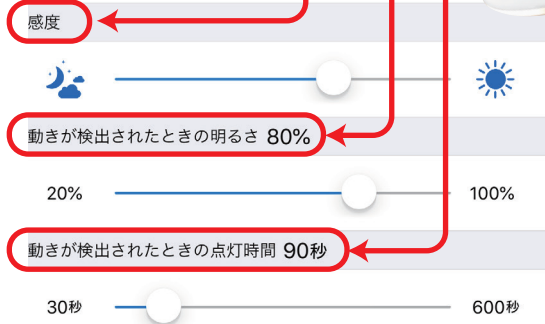 感度
動きが検出されたときの明るさ 80%
20% 100%
動きが検出されたときの点灯時間 90秒
30秒 600秒